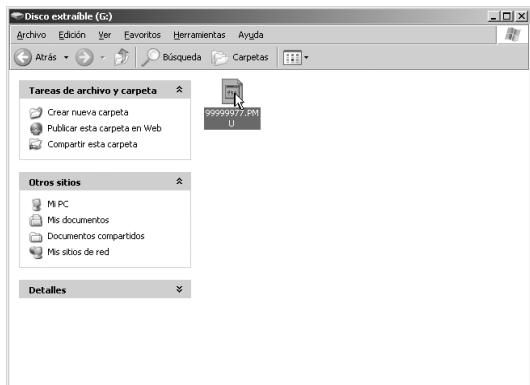 Disco extraíble (G:)
Archivo Edición Ver Favoritos Herramientas Ayuda
Atrás Búsqueda Carpetas
Tareas de archivo y carpeta
Crear nueva carpeta
Publicar esta carpeta en Web
Compartir esta carpeta
Otros sitios
Mi PC
Mis documentos
Documentos compartidos
Mis sitios de red
Detalles
99999977.PM
U